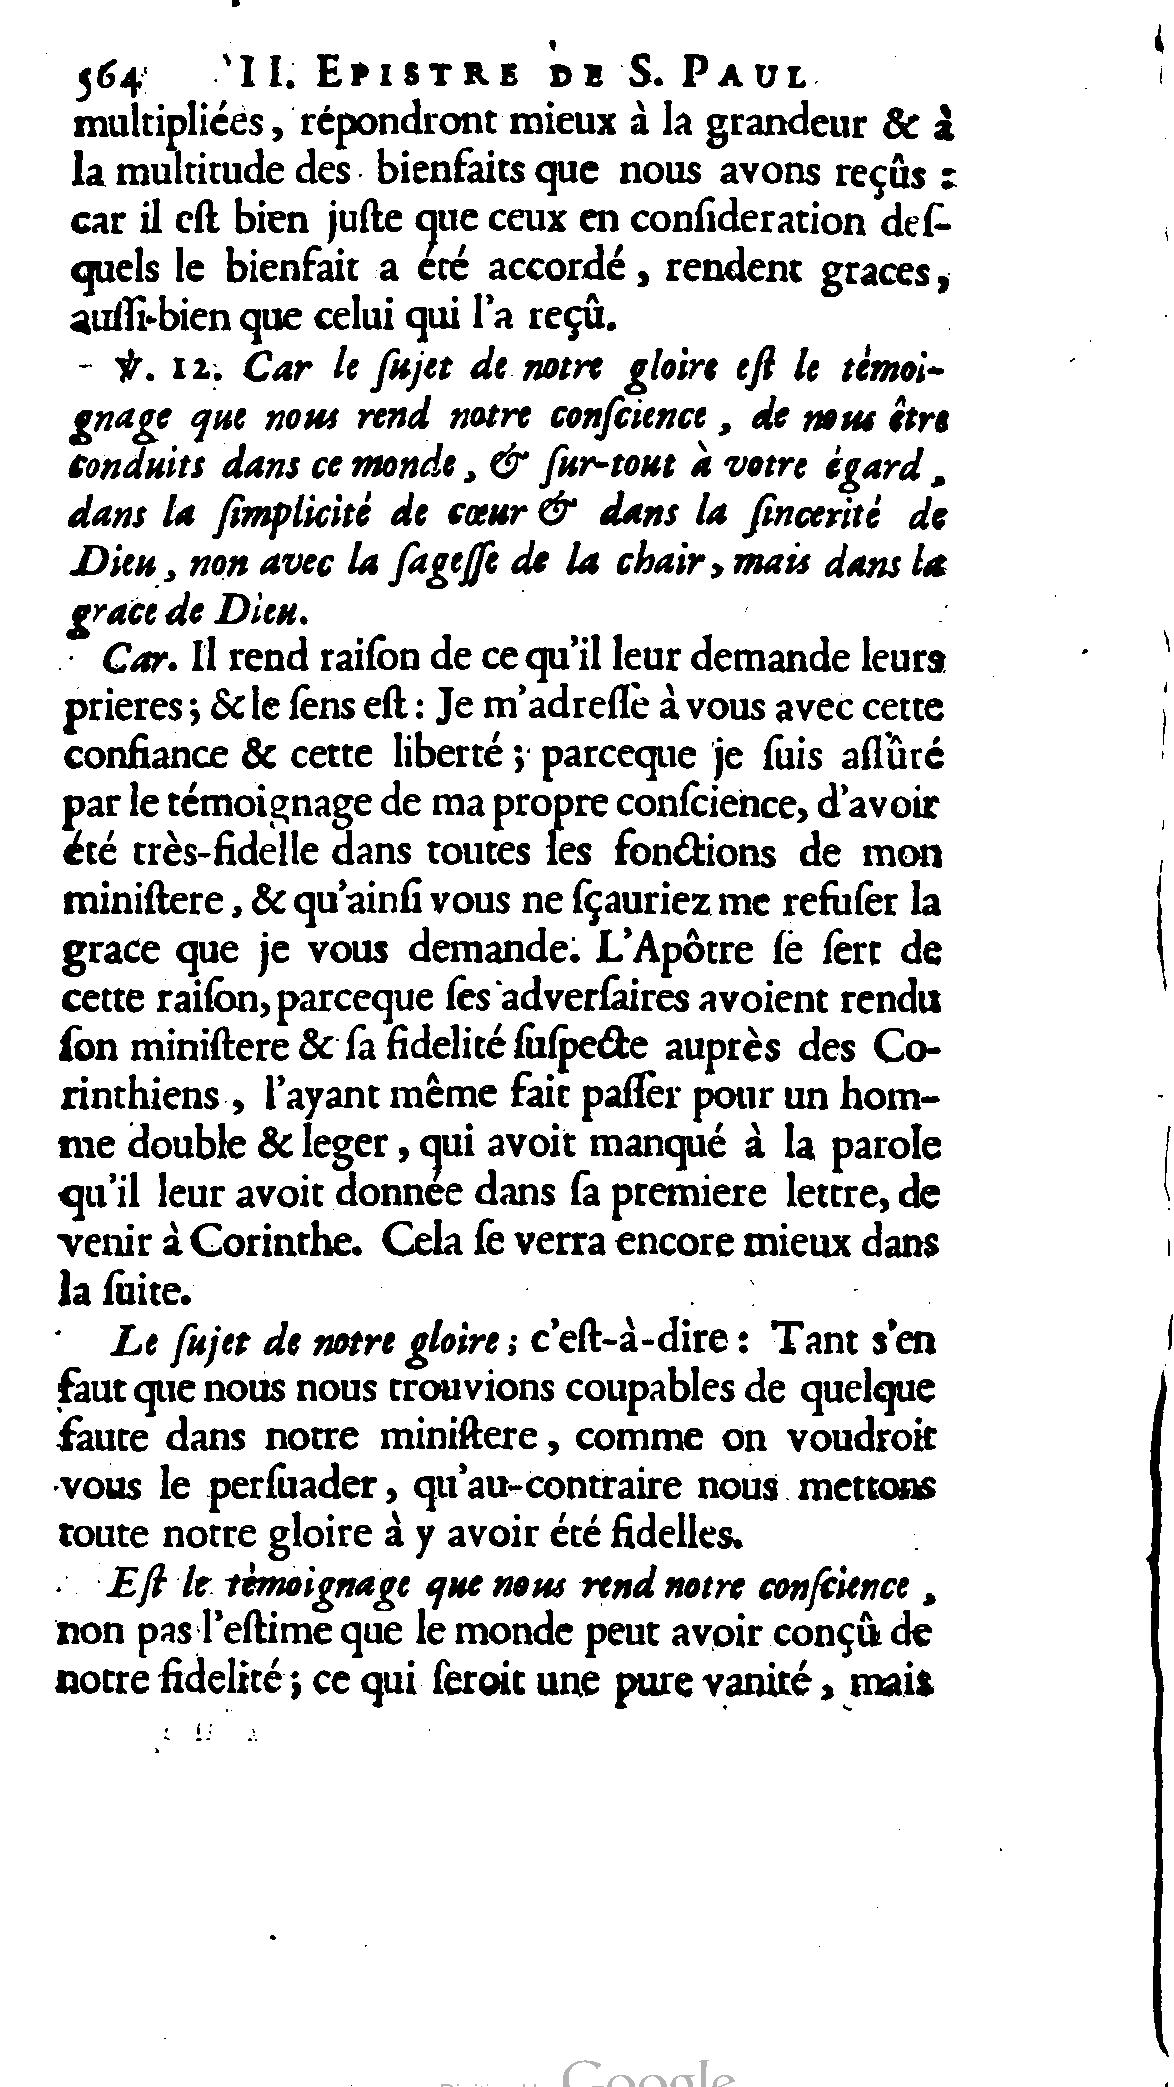 564 II. EPISTRE DE S. PAUL
multipliées, répondront mieux à la grandeur & à
la multitude des bienfaits que nous avons reçûs :
car il eſt bien juſte que ceux en conſideration deſ-
quels le bienfait a été accordé, rendent graces,
auſſi-bien que celui qui l'a reçû.
℣. 12. Car le ſujet de notre gloire eſt le témoi-
gnage que nous rend notre conſcience, de nous être
conduits dans ce monde, & ſur-tout à votre égard,
dans la ſimplicité de cœur & dans la ſincerité de
Dieu, non avec la ſageſſe de la chair, mais dans la
grace de Dieu.
Car. Il rend raiſon de ce qu'il leur demande leurs
prieres; & le ſens eſt : Je m'adreſſe à vous avec cette
confiance & cette liberté; parceque je ſuis aſſûré
par le témoignage de ma propre conſcience, d'avoir
été très-fidelle dans toutes les fonctions de mon
miniſtere, & qu'ainſi vous ne ſçauriez me refuſer la
grace que je vous demande. L'Apôtre ſe ſert de
cette raiſon, parceque ſes adverſaires avoient rendu
ſon miniſtere & ſa fidelité ſuſpecte auprès des Co-
rinthiens, l'ayant même fait paſſer pour un hom-
me double & leger, qui avoit manqué à la parole
qu'il leur avoit donnée dans ſa premiere lettre, de
venir à Corinthe. Cela ſe verra encore mieux dans
la ſuite.
Le ſujet de notre gloire; c'eſt-à-dire : Tant s'en
faut que nous nous trouvions coupables de quelque
faute dans notre miniſtere, comme on voudroit
vous le perſuader, qu'au-contraire nous mettons
toute notre gloire à y avoir été fidelles.
Eſt le témoignage que nous rend notre conſcience,
non pas l'eſtime que le monde peut avoir conçû de
notre fidelité; ce qui ſeroit une pure vanité, mais
Google